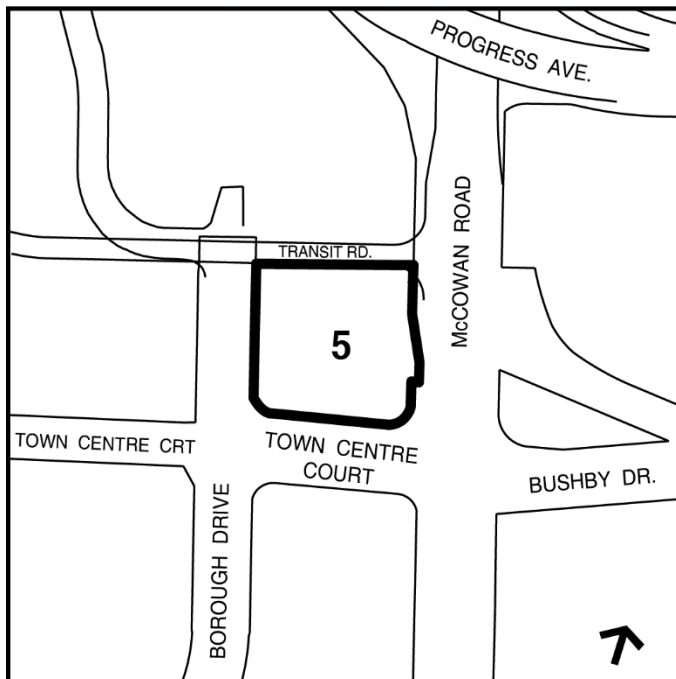 PROGRESS AVE.
McCOWAN ROAD
TRANSIT RD.
5
TOWN CENTRE CRT
TOWN CENTRE
COURT
BUSHBY DR.
BOROUGH DRIVE